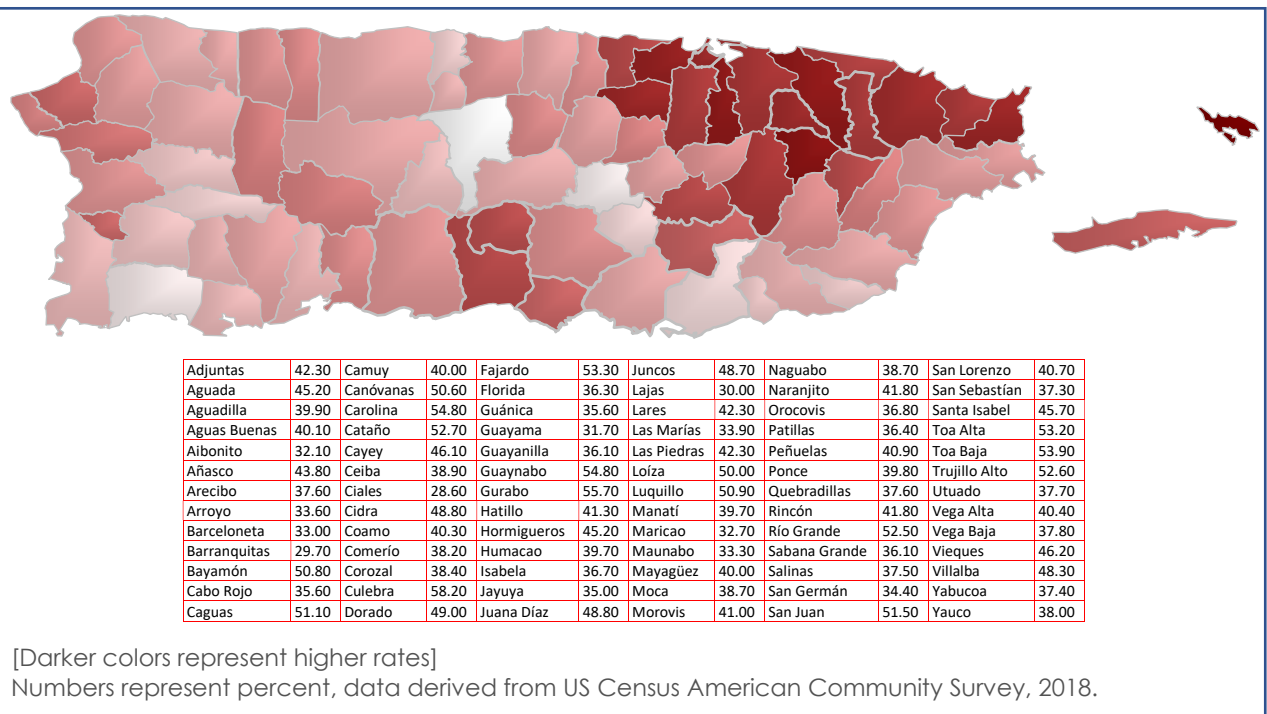 Adjuntas 42.30 Camuy 40.00 Fajardo 53.30 Juncos 48.70 Naguabo 38.70 San Lorenzo 40.70
Aguada 45.20 Canóvanas 50.60 Florida 36.30 Lajas 30.00 Naranjito 41.80 San Sebastían 37.30
Aguadilla 39.90 Carolina 54.80 Guánica 35.60 Lares 42.30 Orocovis 36.80 Santa Isabel 45.70
Aguas Buenas 40.10 Cataño 52.70 Guayama 31.70 Las Marías 33.90 Patillas 36.40 Toa Alta 53.20
Aibonito 32.10 Cayey 46.10 Guayanilla 36.10 Las Piedras 42.30 Peñuelas 40.90 Toa Baja 53.90
Añasco 43.80 Ceiba 38.90 Guaynabo 54.80 Loíza 50.00 Ponce 39.80 Trujillo Alto 52.60
Arecibo 37.60 Ciales 28.60 Gurabo 55.70 Luquillo 50.90 Quebradillas 37.60 Utuado 37.70
Arroyo 33.60 Cidra 48.80 Hatillo 41.30 Manatí 39.70 Rincón 41.80 Vega Alta 40.40
Barceloneta 33.00 Coamo 40.30 Hormigueros 45.20 Maricao 32.70 Río Grande 52.50 Vega Baja 37.80
Barranquitas 29.70 Comerío 38.20 Humacao 39.70 Maunabo 33.30 Sabana Grande 36.10 Vieques 46.20
Bayamón 50.80 Corozal 38.40 Isabela 36.70 Mayagüez 40.00 Salinas 37.50 Villalba 48.30
Cabo Rojo 35.60 Culebra 58.20 Jayuya 35.00 Moca 38.70 San Germán 34.40 Yabucoa 37.40
Caguas 51.10 Dorado 49.00 Juana Díaz 48.80 Morovis 41.00 San Juan 51.50 Yauco 38.00
[Darker colors represent higher rates]
Numbers represent percent, data derived from US Census American Community Survey, 2018.